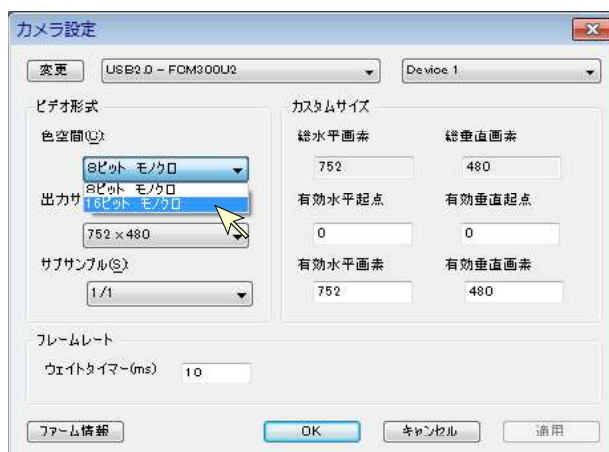 カメラ設定
変更 USB2.0 - FCM300U2 Device 1
ビデオ形式 カスタムサイズ
色空間(C): 総水平画素 総垂直画素
8ビット モノクロ 752 480
8ビット モノクロ
16ビット モノクロ
出力サ 有効水平起点 有効垂直起点
752 × 480 0 0
サブサンプル(S): 有効水平画素 有効垂直画素
1/1 752 480
フレームレート
ウェイトタイマー(ms) 10
ファーム情報 OK キャンセル 適用